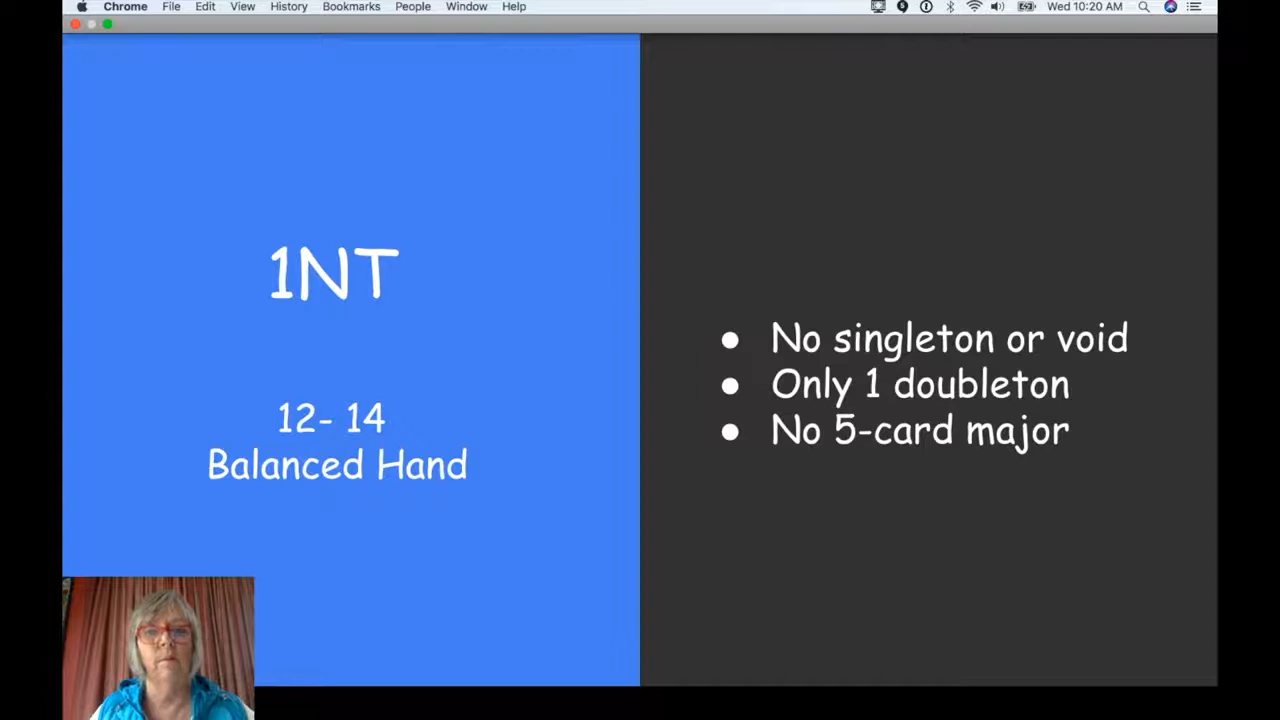 Chrome File Edit View History Bookmarks People Window Help Wed 10:20 AM
1NT
12- 14
Balanced Hand
● No singleton or void
● Only 1 doubleton
● No 5-card major